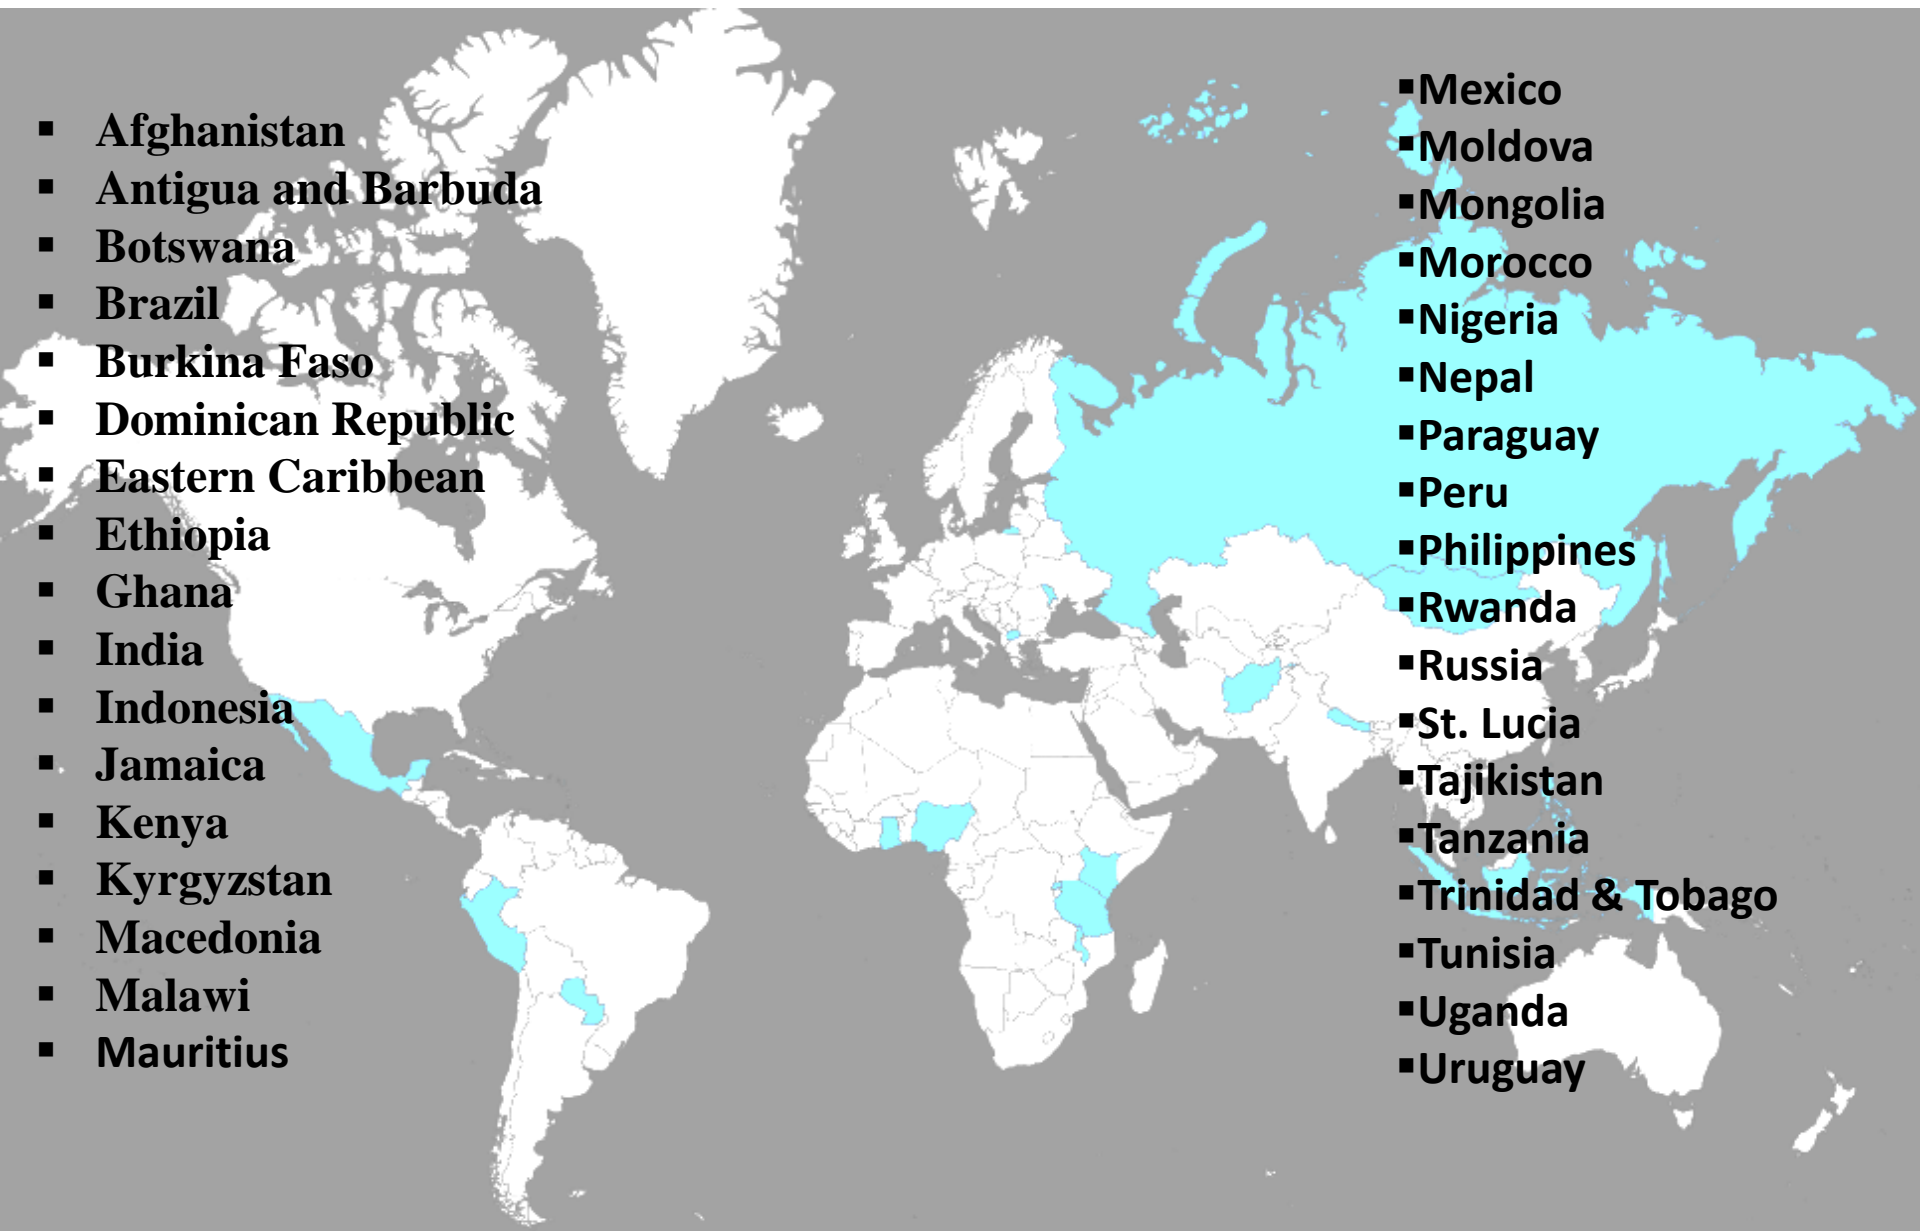 ▪ Afghanistan
▪ Antigua and Barbuda
▪ Botswana
▪ Brazil
▪ Burkina Faso
▪ Dominican Republic
▪ Eastern Caribbean
▪ Ethiopia
▪ Ghana
▪ India
▪ Indonesia
▪ Jamaica
▪ Kenya
▪ Kyrgyzstan
▪ Macedonia
▪ Malawi
▪ Mauritius
▪Mexico
▪Moldova
▪Mongolia
▪Morocco
▪Nigeria
▪Nepal
▪Paraguay
▪Peru
▪Philippines
▪Rwanda
▪Russia
▪St. Lucia
▪Tajikistan
▪Tanzania
▪Trinidad & Tobago
▪Tunisia
▪Uganda
▪Uruguay